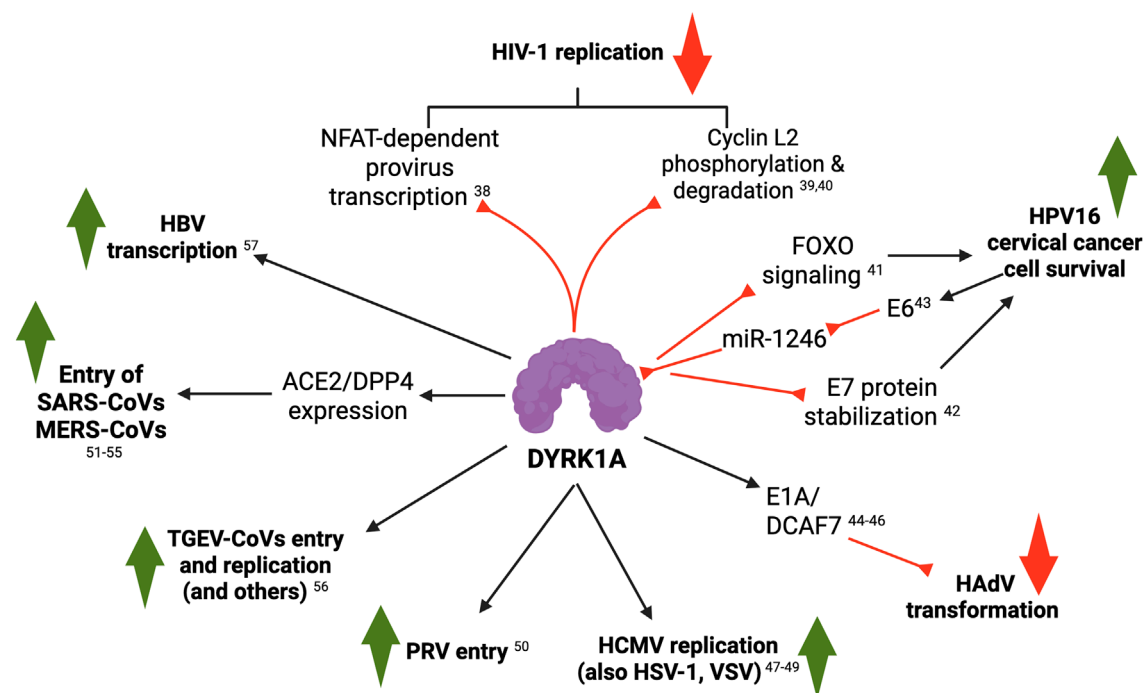 HIV-1 replication
NFAT-dependent
provirus
transcription 38
Cyclin L2
phosphorylation &
degradation 39,40
HBV
transcription 57
FOXO
signaling 41
HPV16
cervical cancer
cell survival
E6 43
miR-1246
E7 protein
stabilization 42
Entry of
SARS-CoVs
MERS-CoVs
51-55
ACE2/DPP4
expression
DYRK1A
E1A/
DCAF7 44-46
TGEV-CoVs entry
and replication
(and others) 56
HAdV
transformation
PRV entry 50
HCMV replication
(also HSV-1, VSV) 47-49